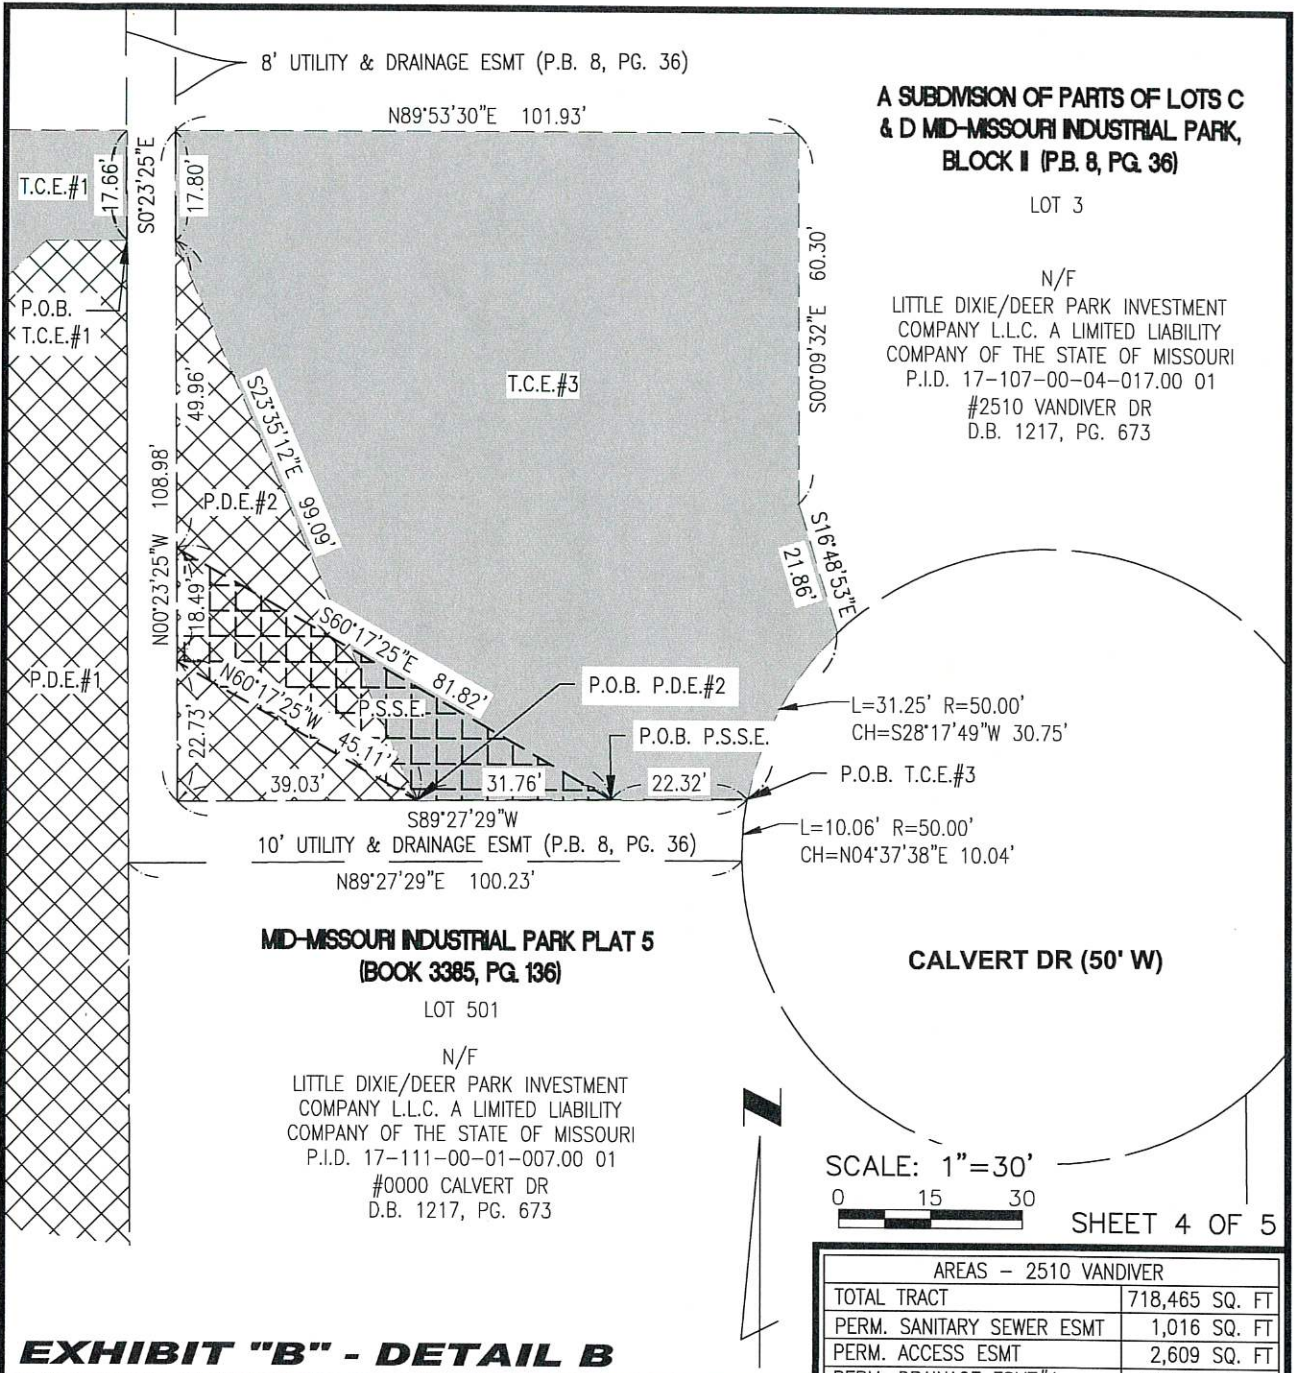 8' UTILITY & DRAINAGE ESMT (P.B. 8, PG. 36)
N89°53'30"E 101.93'
A SUBDIVISION OF PARTS OF LOTS C
& D MID-MISSOURI INDUSTRIAL PARK,
BLOCK II (P.B. 8, PG. 36)
LOT 3
N/F
LITTLE DIXIE/DEER PARK INVESTMENT
COMPANY L.L.C. A LIMITED LIABILITY
COMPANY OF THE STATE OF MISSOURI
P.I.D. 17-107-00-04-017.00 01
#2510 VANDIVER DR
D.B. 1217, PG. 673
T.C.E.#1
17.66'
S0°23'25"E
17.80'
P.O.B.
T.C.E.#1
S00°09'32"E 60.30'
T.C.E.#3
49.96'
S23°35'12"E 99.09'
N00°23'25"W 108.98'
P.D.E.#2
S16°48'53"E
21.86'
18.49'
S60°17'25"E 81.82'
P.D.E.#1
N60°17'25"W 45.11'
P.S.S.E.
P.O.B. P.D.E.#2
P.O.B. P.S.S.E.
L=31.25' R=50.00'
CH=S28°17'49"W 30.75'
22.73'
39.03'
31.76'
22.32'
P.O.B. T.C.E.#3
S89°27'29"W
10' UTILITY & DRAINAGE ESMT (P.B. 8, PG. 36)
L=10.06' R=50.00'
CH=N04°37'38"E 10.04'
N89°27'29"E 100.23'
MID-MISSOURI INDUSTRIAL PARK PLAT 5
(BOOK 3385, PG. 136)
LOT 501
CALVERT DR (50' W)
N/F
LITTLE DIXIE/DEER PARK INVESTMENT
COMPANY L.L.C. A LIMITED LIABILITY
COMPANY OF THE STATE OF MISSOURI
P.I.D. 17-111-00-01-007.00 01
#0000 CALVERT DR
D.B. 1217, PG. 673
N
SCALE: 1"=30'
0 15 30
SHEET 4 OF 5
AREAS - 2510 VANDIVER
TOTAL TRACT 718,465 SQ. FT
PERM. SANITARY SEWER ESMT 1,016 SQ. FT
PERM. ACCESS ESMT 2,609 SQ. FT
EXHIBIT "B" - DETAIL B